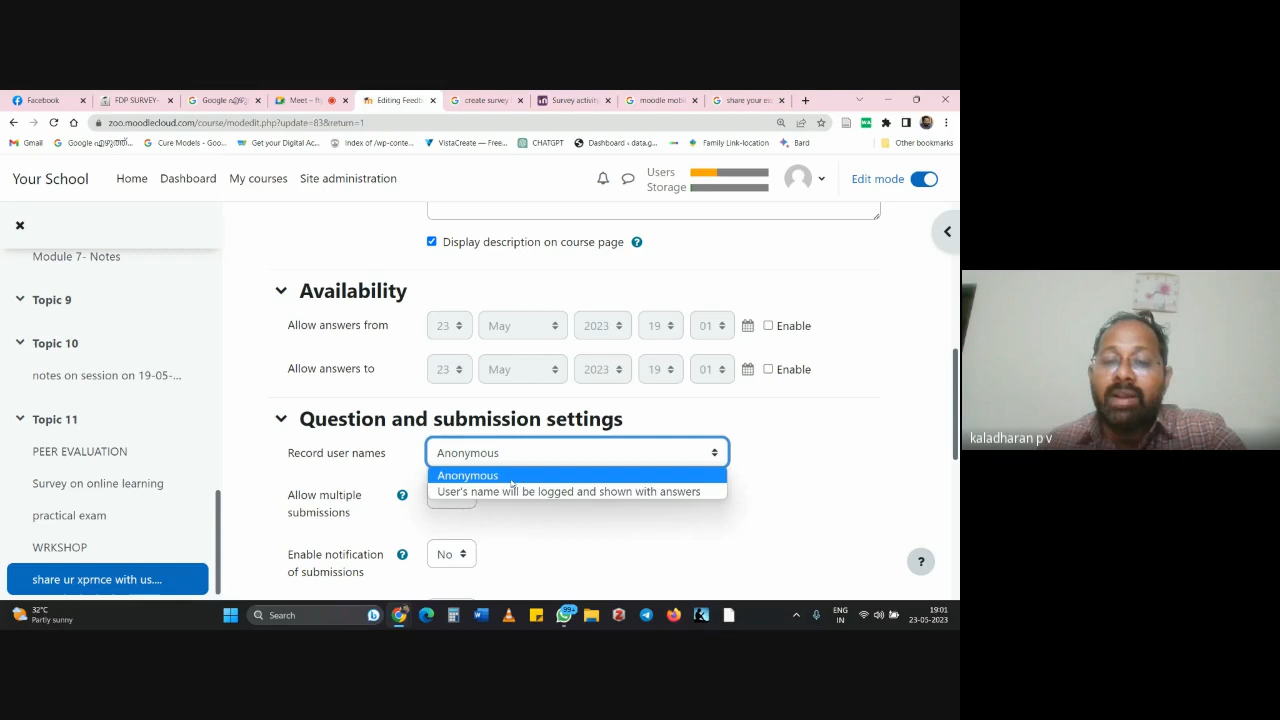 Facebook
FDP SURVEY-
Google എഴുത്ത്
Meet – ft
Editing Feedb
create survey
Survey activity
moodle mobi
share your ex
zoo.moodlecloud.com/course/modedit.php?update=83&return=1
Gmail
Cure Models - Goo...
Get your Digital Ac...
Index of /wp-conte...
VistaCreate — Free...
CHATGPT
Dashboard ‹ data.g...
Family Link-location
Bard
Other bookmarks
Your School
Home
Dashboard
My courses
Site administration
Users
Storage
Edit mode
Display description on course page
Module 7- Notes
Availability
Topic 9
Allow answers from
23
May
2023
19
01
Enable
Topic 10
Allow answers to
23
May
2023
19
01
Enable
notes on session on 19-05-...
Topic 11
Question and submission settings
PEER EVALUATION
Record user names
Anonymous
Anonymous
Survey on online learning
User's name will be logged and shown with answers
Allow multiple
submissions
practical exam
WRKSHOP
Enable notification
of submissions
No
share ur xprnce with us....
kaladharan p v
32°C
Partly sunny
Search
99+
ENG
IN
19:01
23-05-2023